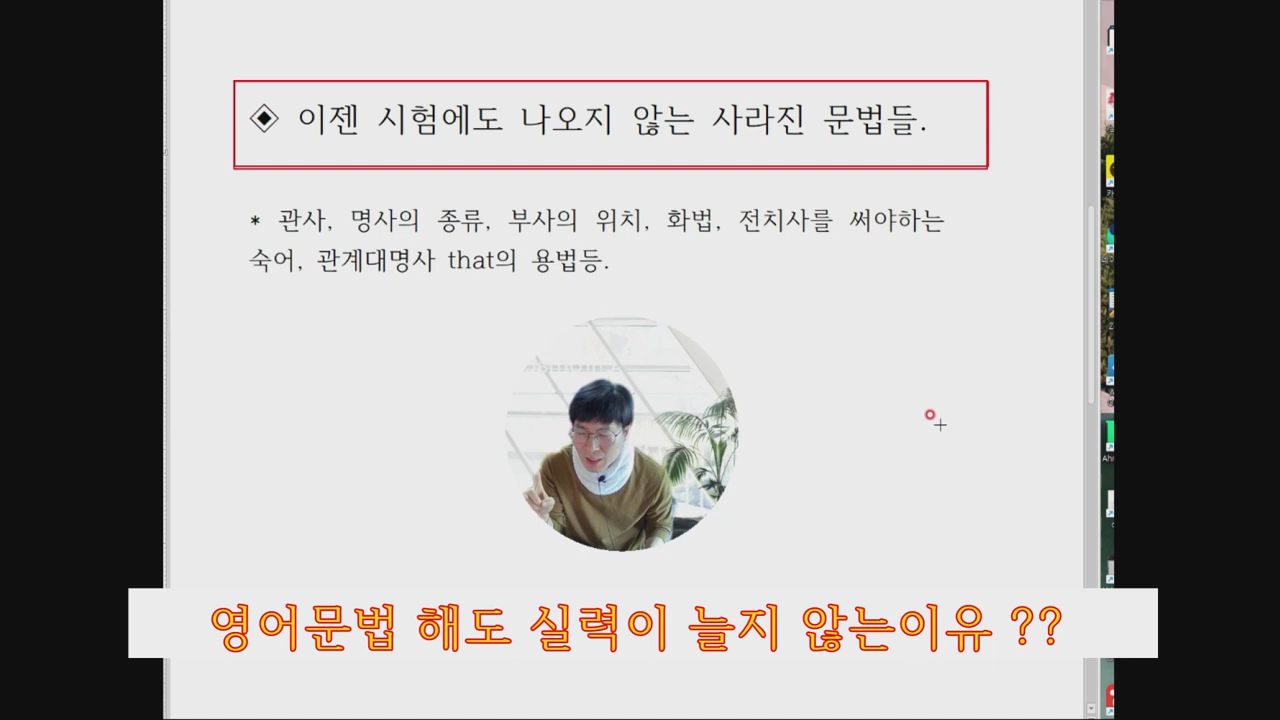 ◈ 이젠 시험에도 나오지 않는 사라진 문법들.
* 관사, 명사의 종류, 부사의 위치, 화법, 전치사를 써야하는
숙어, 관계대명사 that의 용법등.
영어문법 해도 실력이 늘지 않는이유 ??